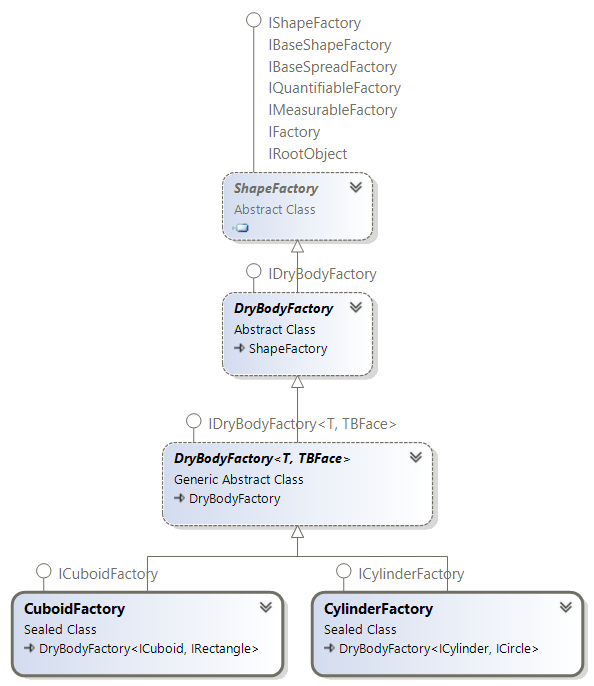 IShapeFactory
IBaseShapeFactory
IBaseSpreadFactory
IQuantifiableFactory
IMeasurableFactory
IFactory
IRootObject
ShapeFactory
Abstract Class
IDryBodyFactory
DryBodyFactory
Abstract Class
ShapeFactory
IDryBodyFactory<T, TBFace>
DryBodyFactory<T, TBFace>
Generic Abstract Class
DryBodyFactory
ICuboidFactory
CuboidFactory
Sealed Class
DryBodyFactory<ICuboid, IRectangle>
ICylinderFactory
CylinderFactory
Sealed Class
DryBodyFactory<ICylinder, ICircle>